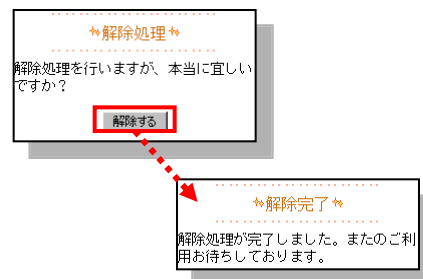 解除処理
解除処理を行いますが、本当に宜しい
ですか？
解除する
解除完了
解除処理が完了しました。またのご利
用お待ちしております。